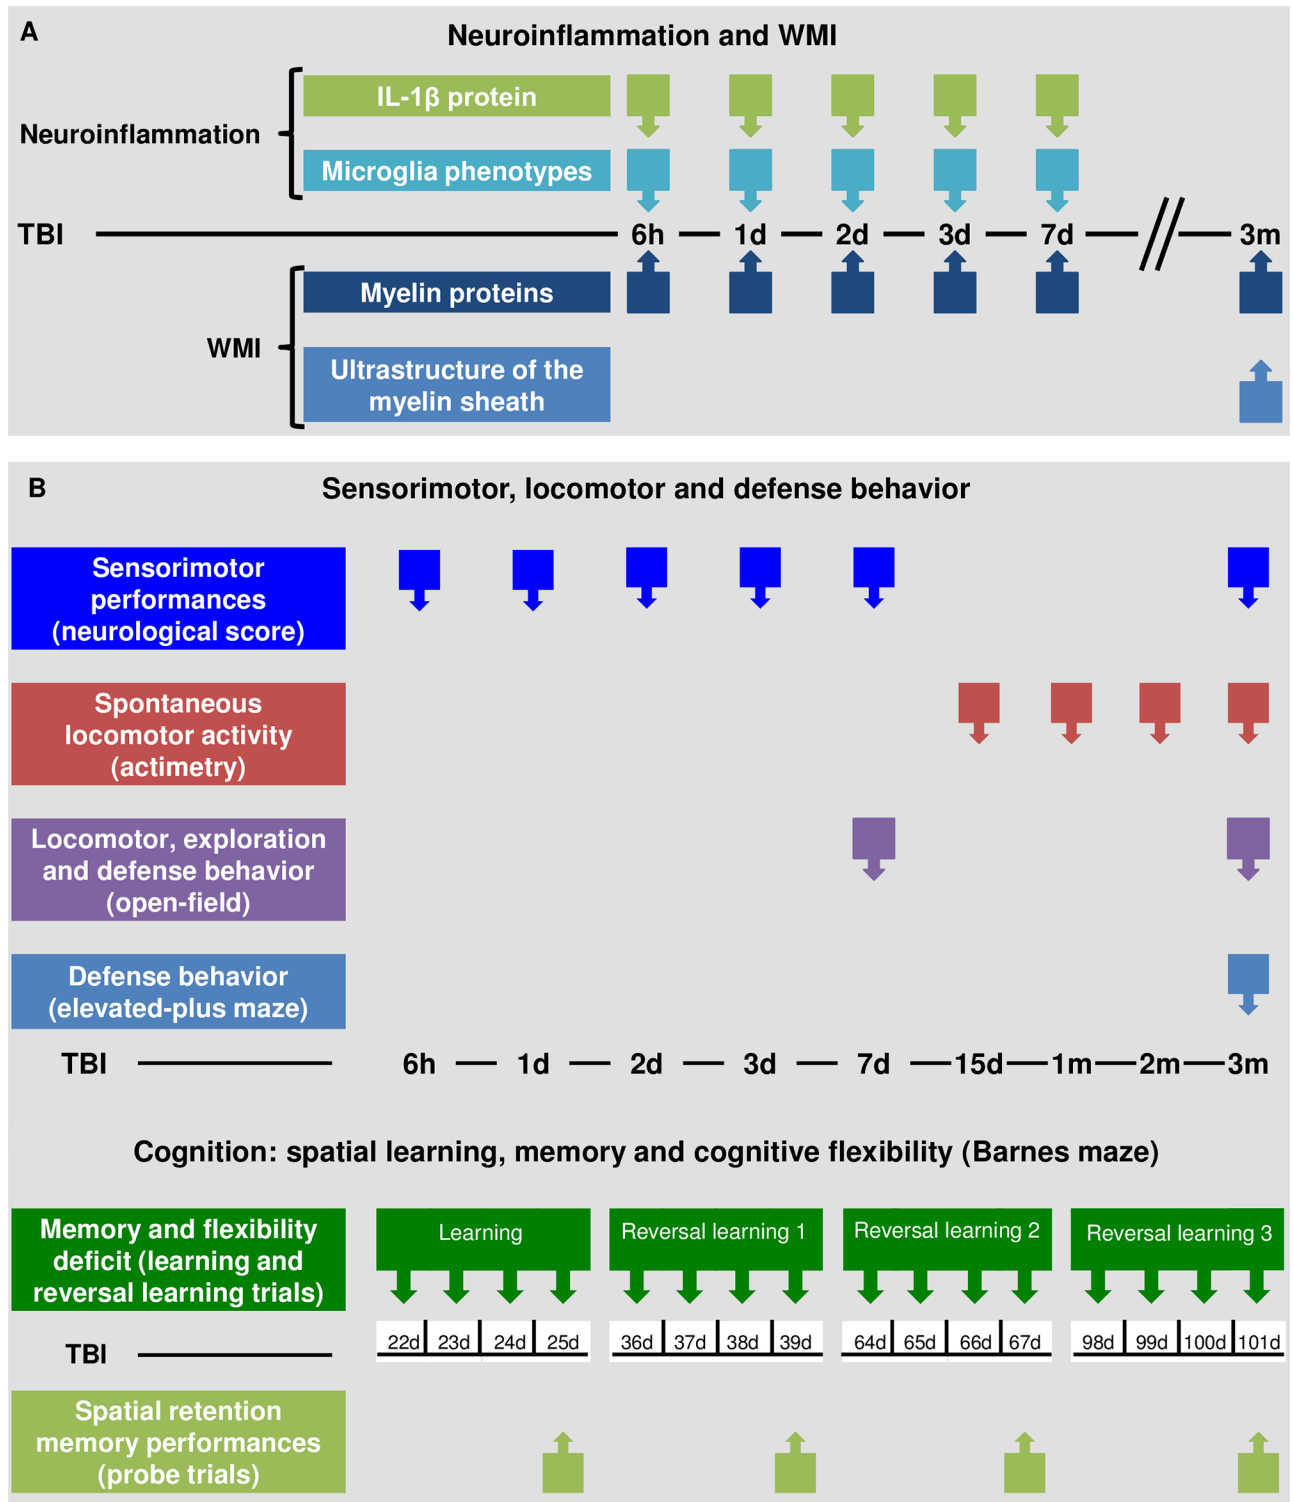 A
Neuroinflammation and WMI
IL-1β protein
Neuroinflammation
Microglia phenotypes
TBI 6h 1d 2d 3d 7d 3m
Myelin proteins
WMI
Ultrastructure of the
myelin sheath
B
Sensorimotor, locomotor and defense behavior
Sensorimotor
performances
(neurological score)
Spontaneous
locomotor activity
(actimetry)
Locomotor, exploration
and defense behavior
(open-field)
Defense behavior
(elevated-plus maze)
TBI 6h 1d 2d 3d 7d 15d 1m 2m 3m
Cognition: spatial learning, memory and cognitive flexibility (Barnes maze)
Memory and flexibility
deficit (learning and
reversal learning trials)
Learning Reversal learning 1 Reversal learning 2 Reversal learning 3
TBI 22d 23d 24d 25d 36d 37d 38d 39d 64d 65d 66d 67d 98d 99d 100d 101d
Spatial retention
memory performances
(probe trials)